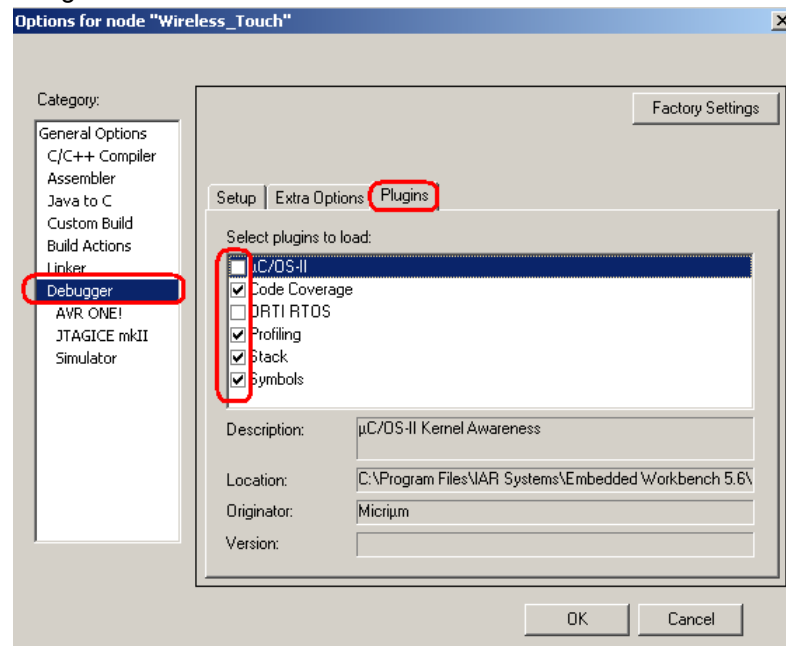 Options for node "Wireless_Touch"
Category:
Factory Settings
General Options
C/C++ Compiler
Assembler
Java to C
Custom Build
Build Actions
Linker
Debugger
AVR ONE!
JTAGICE mkII
Simulator
Setup Extra Options Plugins
Select plugins to load:
µC/OS-II
Code Coverage
ORTI RTOS
Profiling
Stack
Symbols
Description: µC/OS-II Kernel Awareness
Location: C:\Program Files\IAR Systems\Embedded Workbench 5.6\
Originator: Micriµm
Version:
OK Cancel